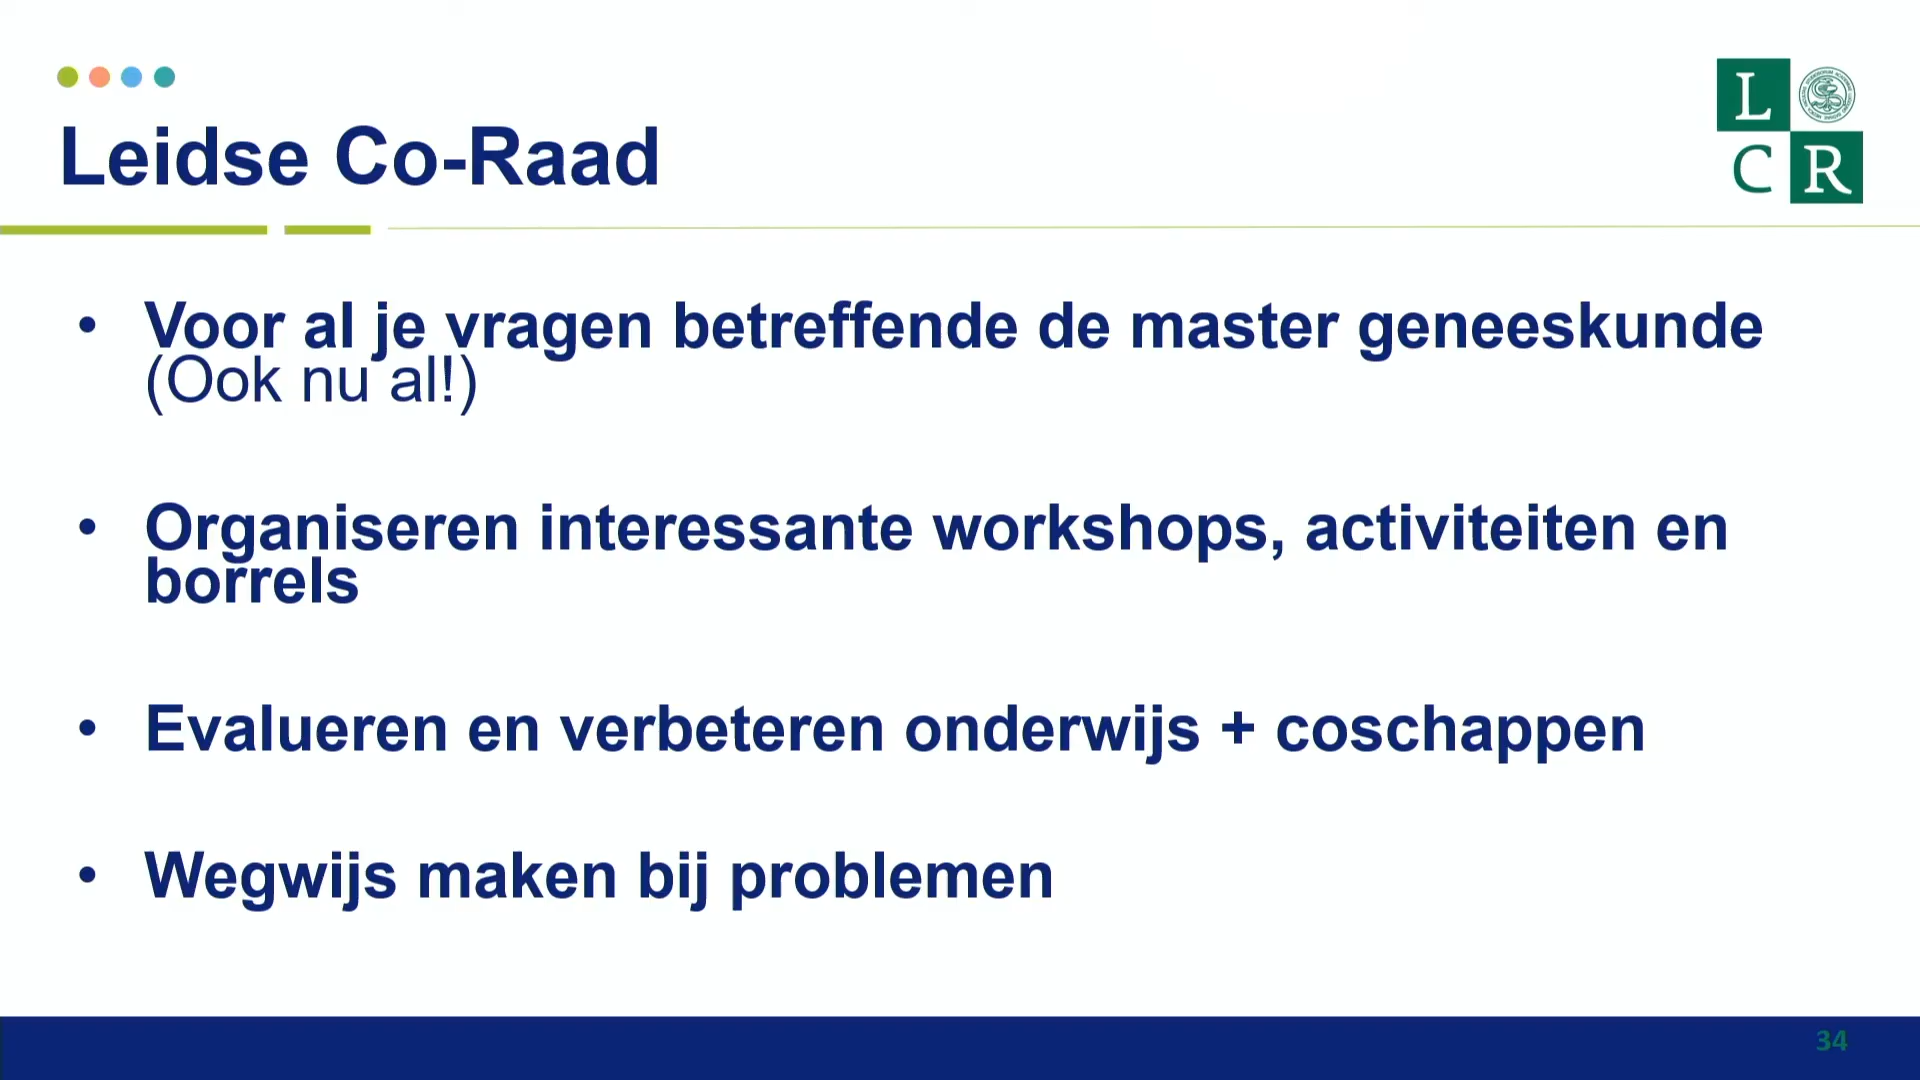 Leidse Co-Raad
L
C R
• Voor al je vragen betreffende de master geneeskunde
(Ook nu al!)
• Organiseren interessante workshops, activiteiten en
borrels
• Evalueren en verbeteren onderwijs + coschappen
• Wegwijs maken bij problemen
34